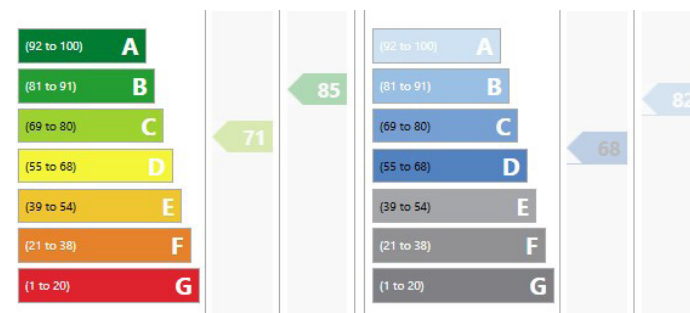 (92 to 100) A
(81 to 91) B
(69 to 80) C
(55 to 68) D
(39 to 54) E
(21 to 38) F
(1 to 20) G
71
85
(92 to 100) A
(81 to 91) B
(69 to 80) C
(55 to 68) D
(39 to 54) E
(21 to 38) F
(1 to 20) G
68
82